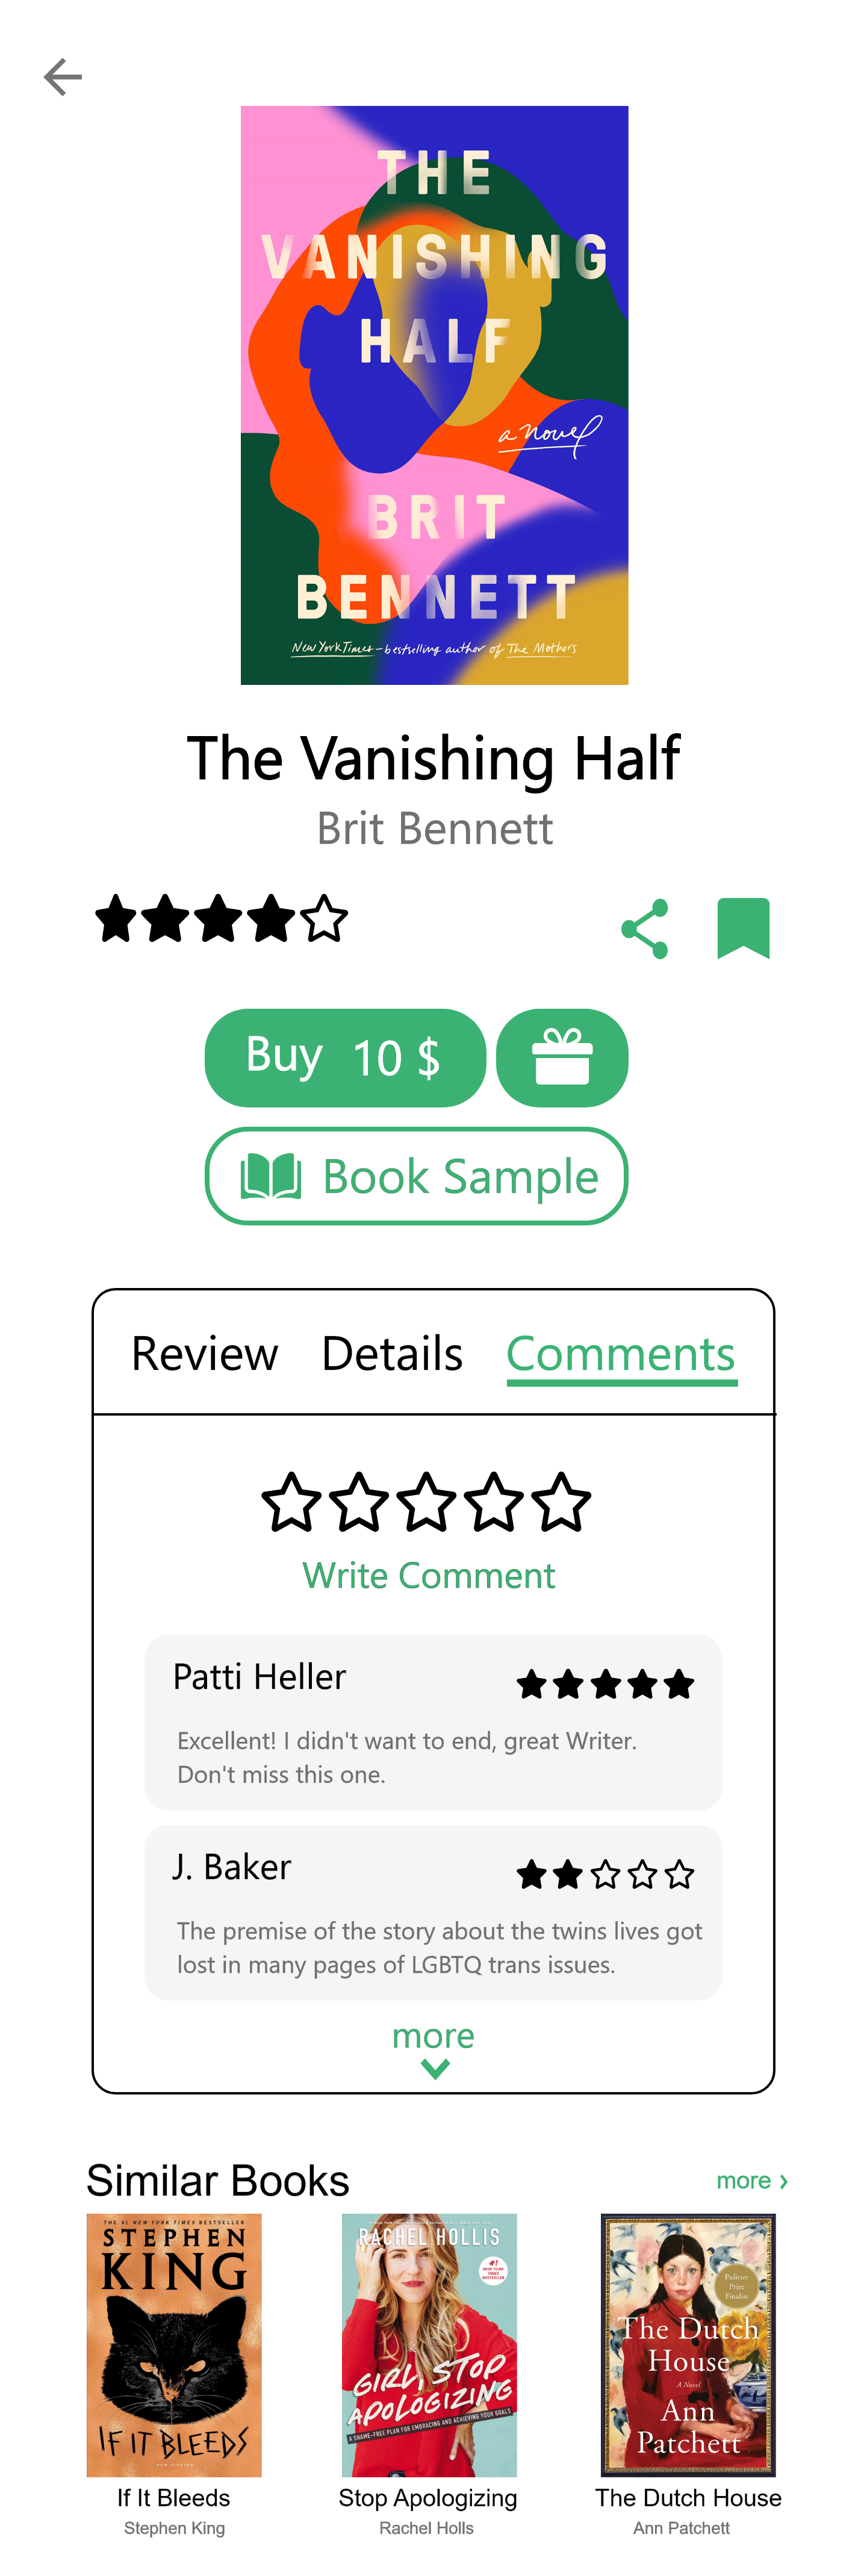 THE
VANISHING
HALF
a novel
BRIT
BENNETT
New York Times-bestselling author of The Mothers
The Vanishing Half
Brit Bennett
Buy 10 $
Book Sample
Review Details Comments
Write Comment
Patti Heller
Excellent! I didn't want to end, great Writer.
Don't miss this one.
J. Baker
The premise of the story about the twins lives got
lost in many pages of LGBTQ trans issues.
more
Similar Books
more ›
THE #1 NEW YORK TIMES BESTSELLER
STEPHEN
KING
IF IT BLEEDS
If It Bleeds
Stephen King
RACHEL HOLLIS
#1
NEW YORK
TIMES
BESTSELLER
GIRL, STOP
APOLOGIZING
A SHAME-FREE PLAN FOR EMBRACING AND ACHIEVING YOUR GOALS
Stop Apologizing
Rachel Holls
Pulitzer
Prize
Finalist
The Dutch
House
A Novel
Ann
Patchett
The Dutch House
Ann Patchett